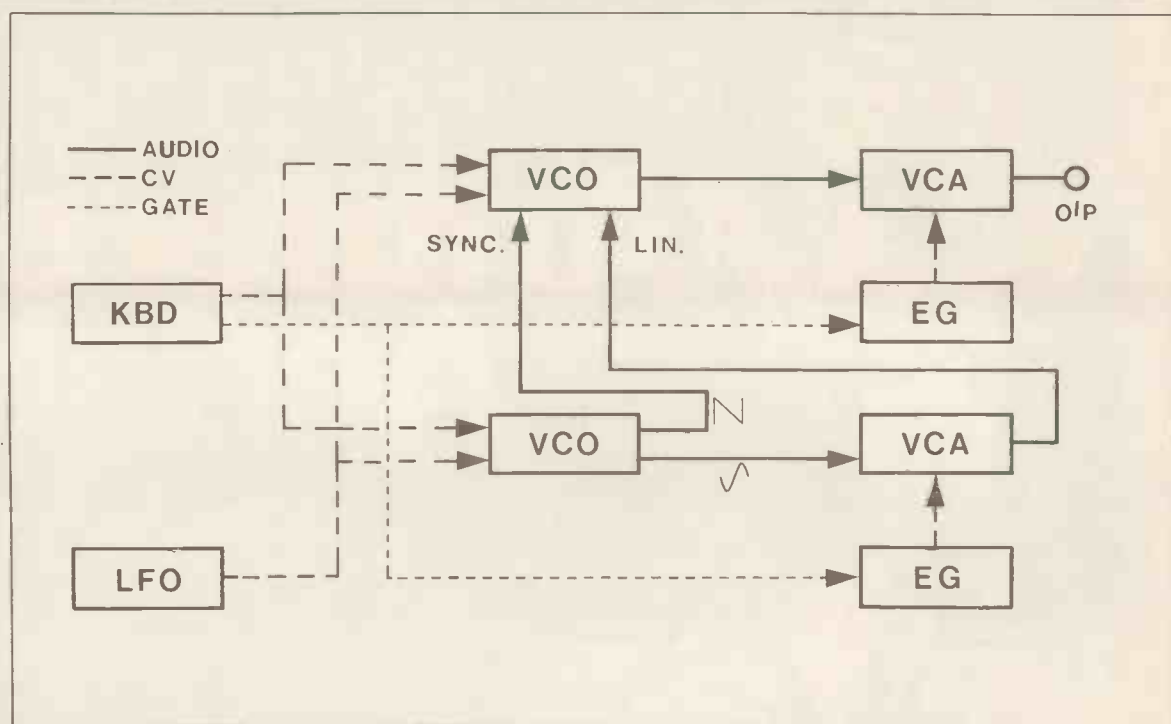 AUDIO
CV
GATE
VCO
VCA
O/P
SYNC.
LIN.
KBD
EG
VCO
VCA
LFO
EG